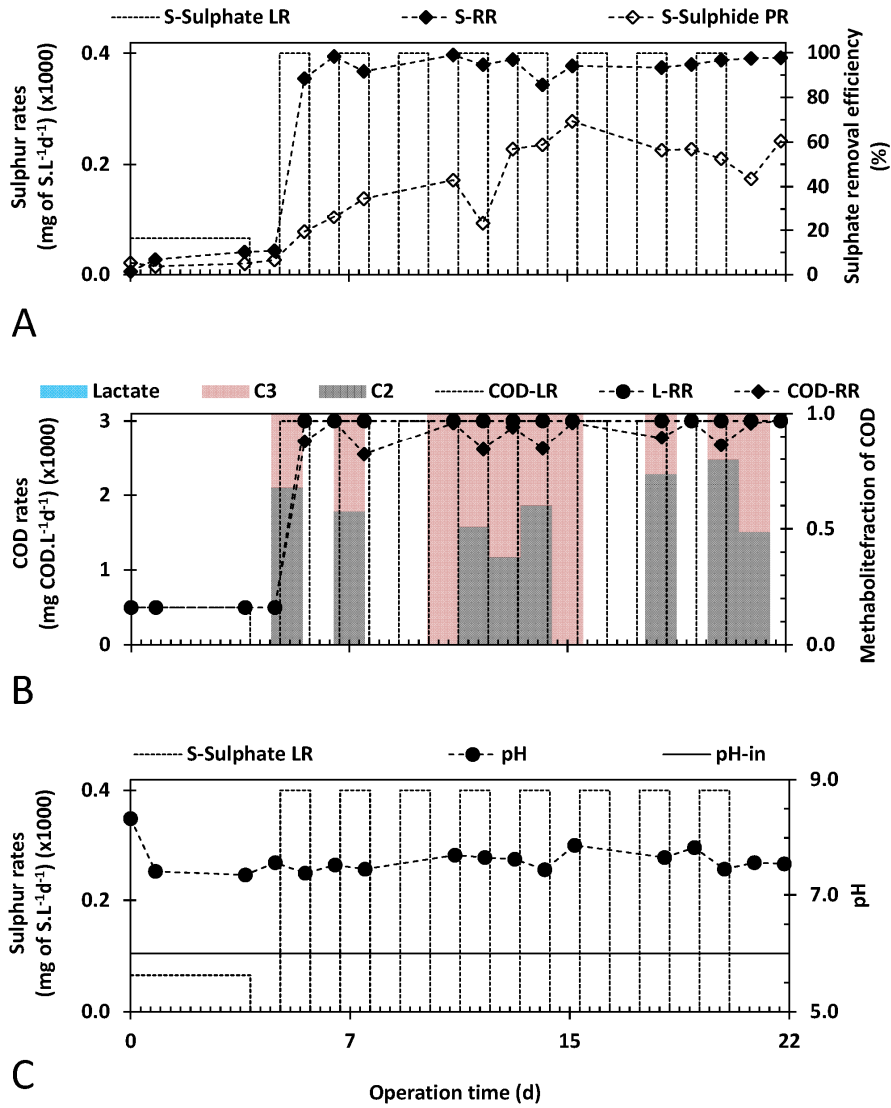 S-Sulphate LR S-RR S-Sulphide PR
0.4 100
80
0.2 60
40
20
0.0 0
Sulphur rates
(mg of S.L-1d-1) (x1000)
Sulphate removal efficiency
(%)
A
Lactate C3 C2 COD-LR L-RR COD-RR
3 1.0
2
0.5
1
0 0.0
COD rates
(mg COD.L-1d-1) (x1000)
Methabolitefraction of COD
B
S-Sulphate LR pH pH-in
0.4 9.0
0.2 7.0
0.0 5.0
Sulphur rates
(mg of S.L-1d-1) (x1000)
pH
0 7 15 22
C
Operation time (d)